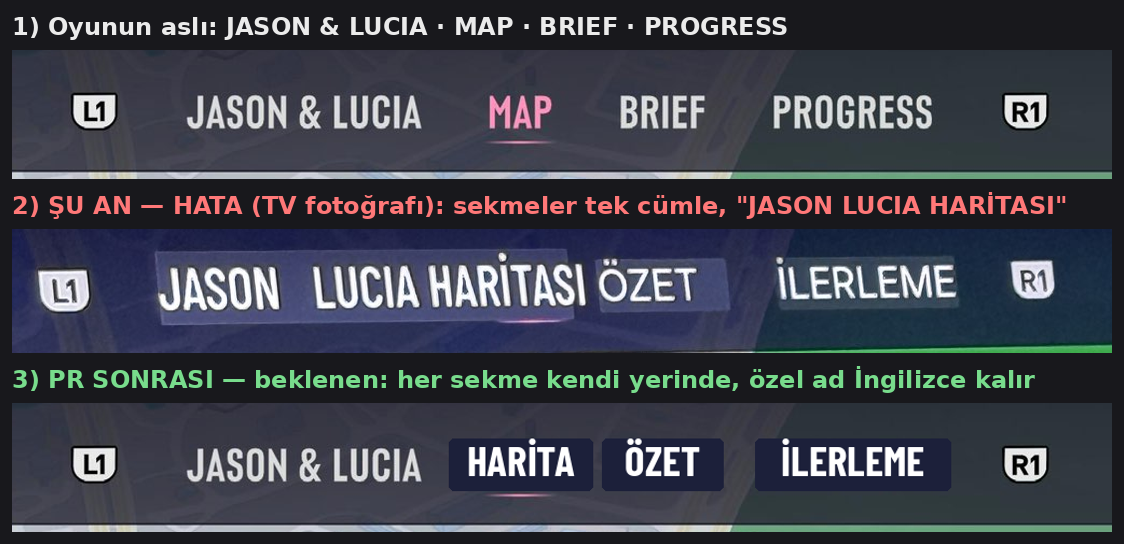 1) Oyunun aslı: JASON & LUCIA · MAP · BRIEF · PROGRESS
L1 JASON & LUCIA MAP BRIEF PROGRESS R1
2) ŞU AN — HATA (TV fotoğrafı): sekmeler tek cümle, "JASON LUCIA HARİTASI"
L1 JASON LUCIA HARİTASI ÖZET İLERLEME R1
3) PR SONRASI — beklenen: her sekme kendi yerinde, özel ad İngilizce kalır
L1 JASON & LUCIA HARİTA ÖZET İLERLEME R1